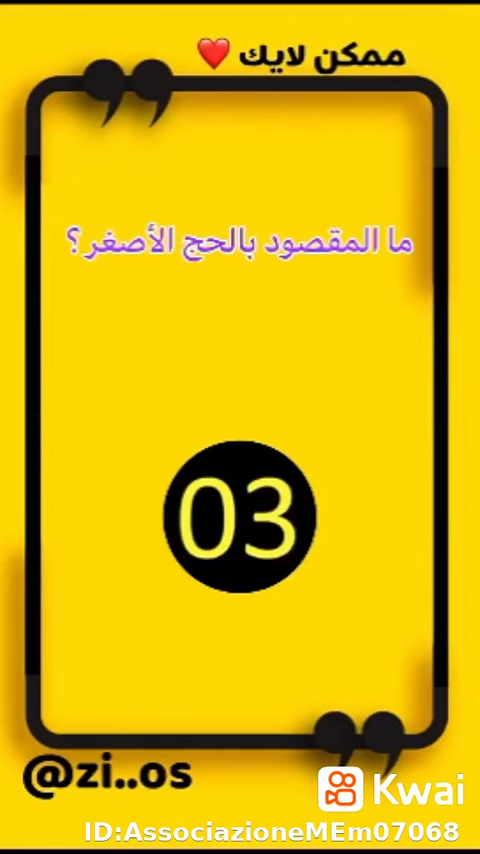 ممكن لايك ❤️
ما المقصود بالحج الأصغر؟
03
@zi..os
Kwai
ID:AssociazioneMEm07068